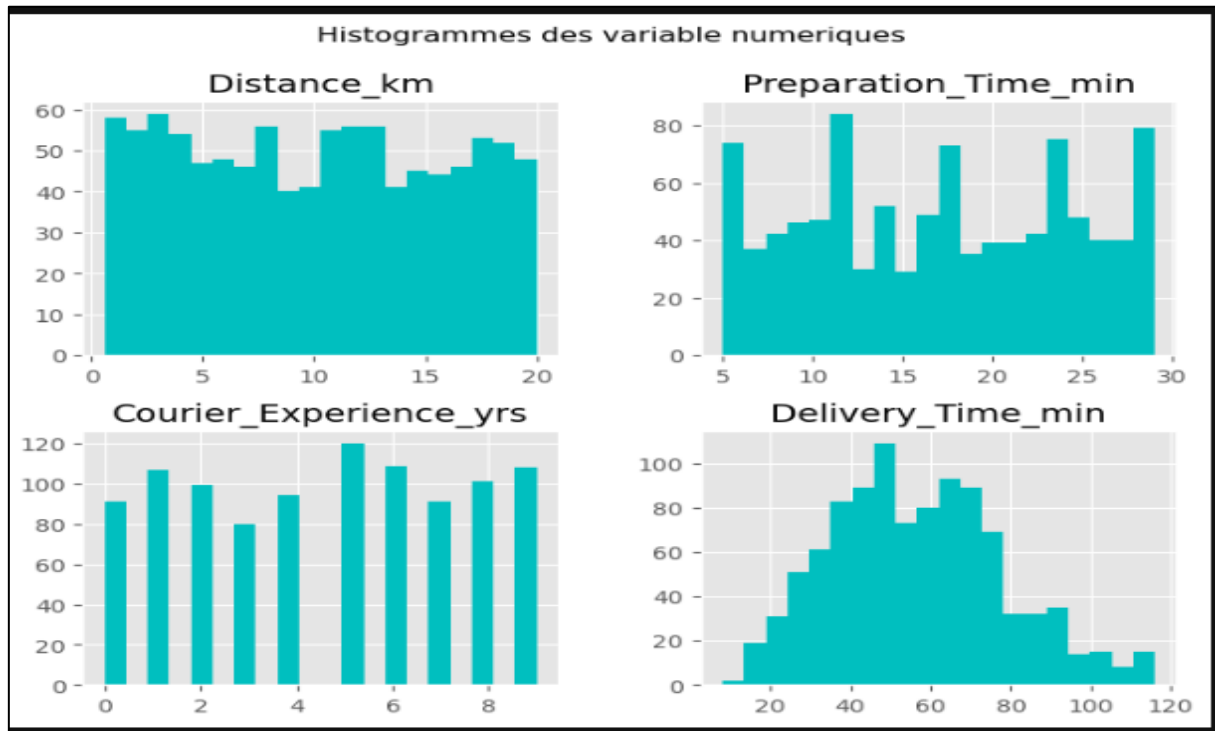 Histogrammes des variable numeriques
Distance_km
Preparation_Time_min
60
50
40
30
20
10
0
0 5 10 15 20
80
60
40
20
0
5 10 15 20 25 30
Courier_Experience_yrs
Delivery_Time_min
120
100
80
60
40
20
0
0 2 4 6 8
100
80
60
40
20
0
20 40 60 80 100 120